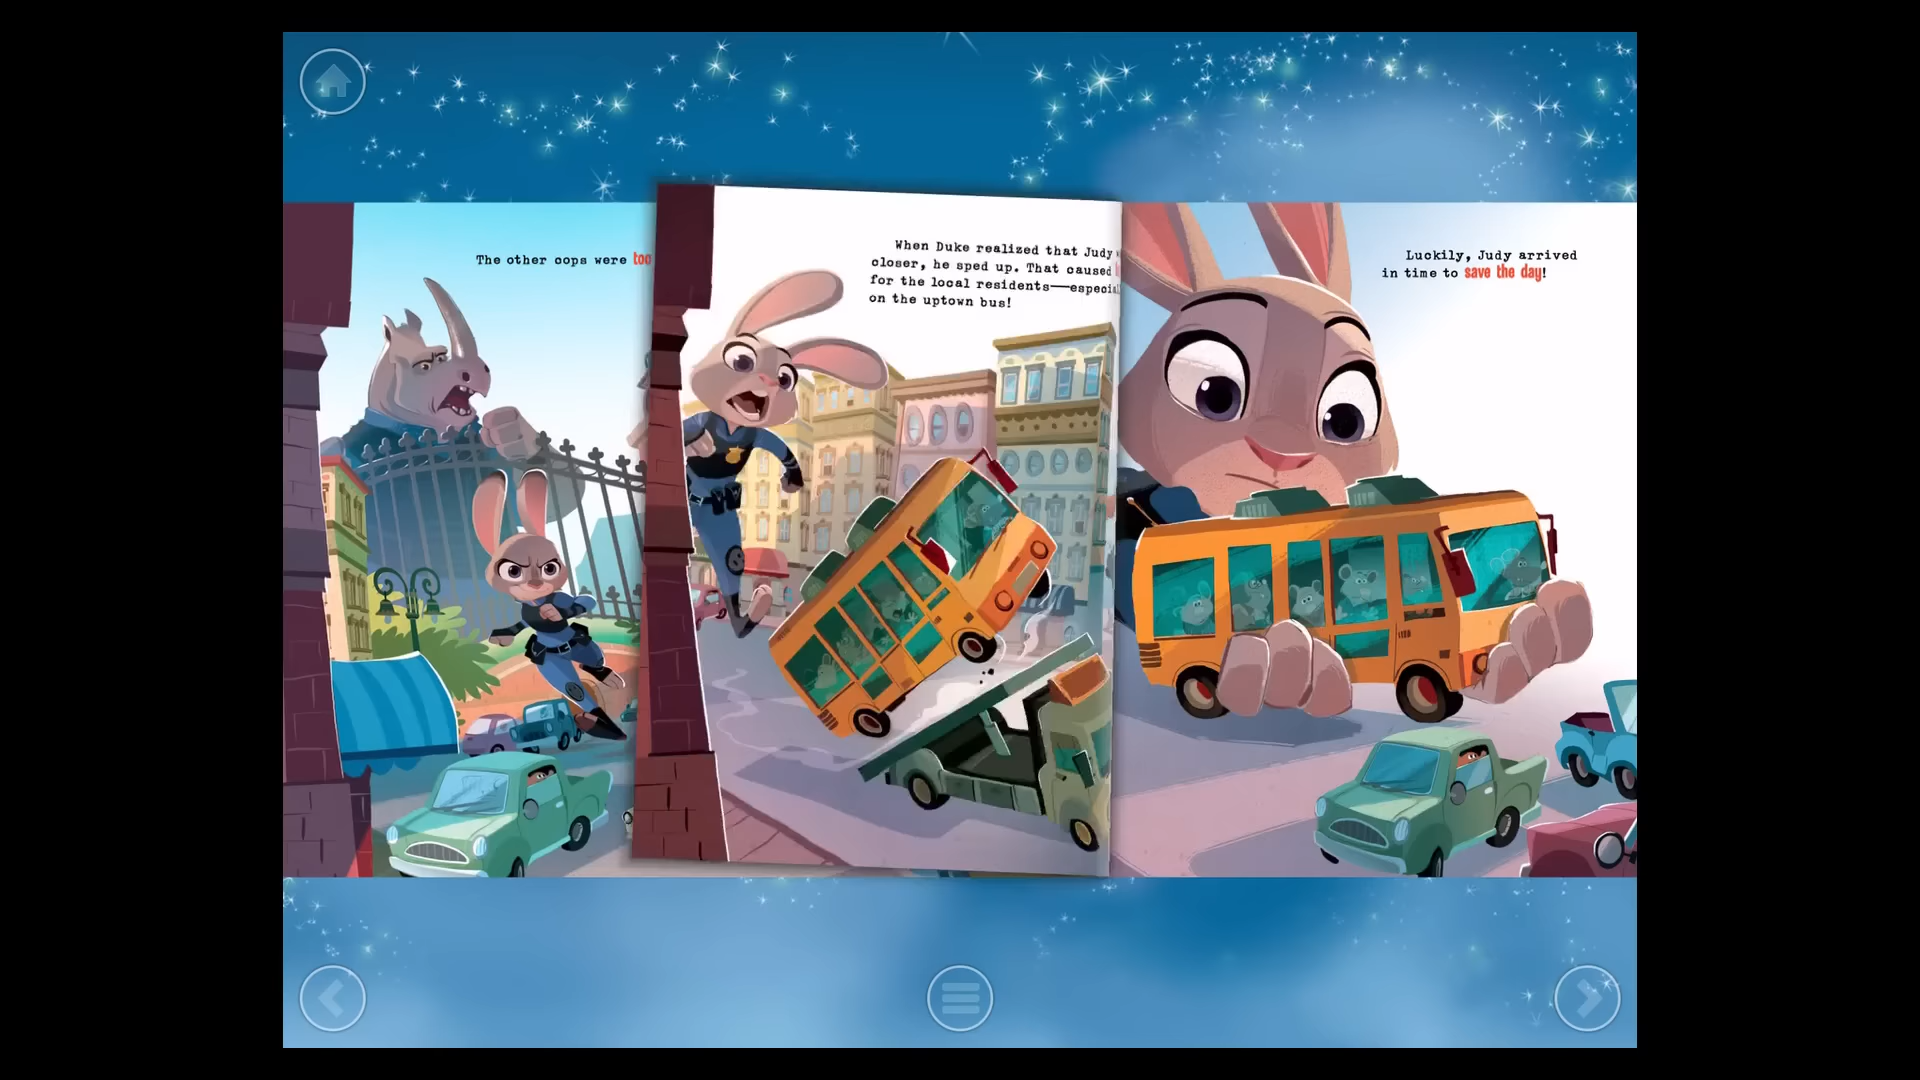 The other cops were too
When Duke realized that Judy
closer, he sped up. That caused
for the local residents—especial
on the uptown bus!
Luckily, Judy arrived
in time to save the day!